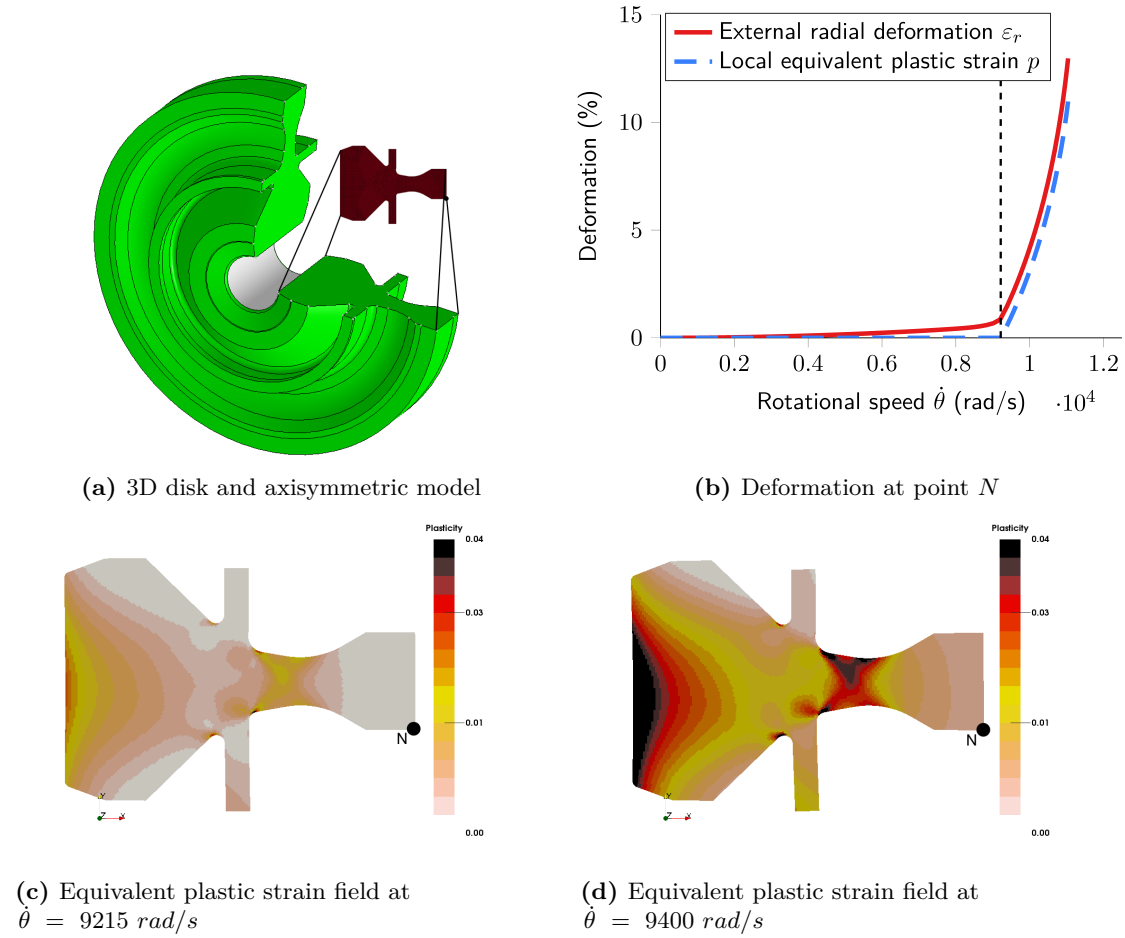 15
10
5
0
Deformation (%)
External radial deformation εᵣ
Local equivalent plastic strain p
0 0.2 0.4 0.6 0.8 1 1.2
Rotational speed θ̇ (rad/s) ·10⁴
(a) 3D disk and axisymmetric model
(b) Deformation at point N
Plasticity
0.04
0.03
0.01
0.00
N
Y
Z X
Plasticity
0.04
0.03
0.01
0.00
N
Y
Z X
(c) Equivalent plastic strain field at
θ̇ = 9215 rad/s
(d) Equivalent plastic strain field at
θ̇ = 9400 rad/s